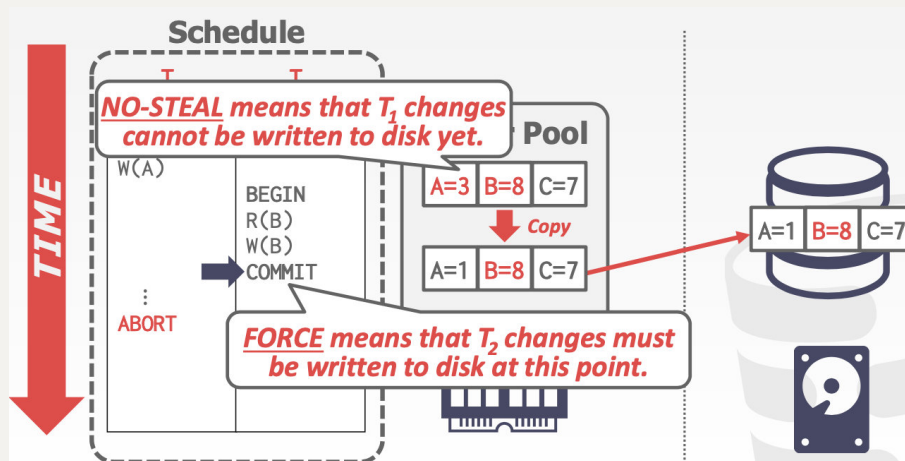 Schedule
TIME
T
T
NO-STEAL means that T₁ changes
cannot be written to disk yet.
W(A)
BEGIN
R(B)
W(B)
COMMIT
⋮
ABORT
FORCE means that T₂ changes must
be written to disk at this point.
Pool
A=3 B=8 C=7
Copy
A=1 B=8 C=7
A=1 B=8 C=7